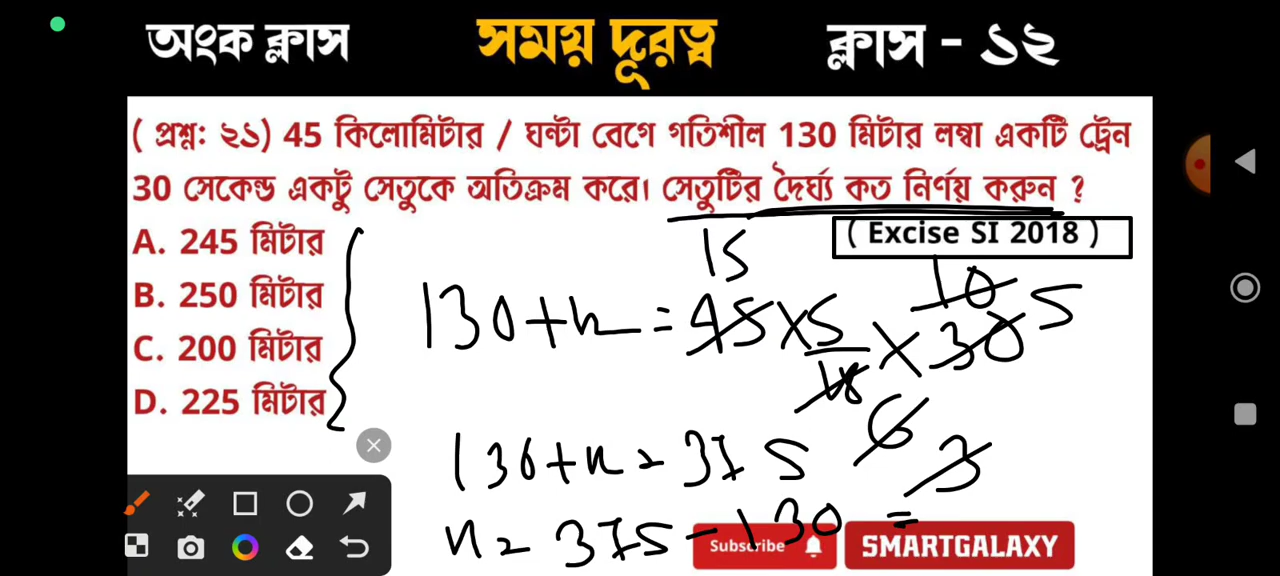 অংক ক্লাস সময় দূরত্ব ক্লাস - ১২
( প্রশ্ন: ২১) 45 কিলোমিটার / ঘন্টা বেগে গতিশীল 130 মিটার লম্বা একটি ট্রেন
30 সেকেন্ড একটু সেতুকে অতিক্রম করে। সেতুটির দৈর্ঘ্য কত নির্ণয় করুন ?
( Excise SI 2018 )
A. 245 মিটার
B. 250 মিটার
C. 200 মিটার
D. 225 মিটার
15 10
130+n = 45 × 5/18 × 30 5
6
3
130+n = 375
n = 375 - 130 =
Subscribe SMARTGALAXY